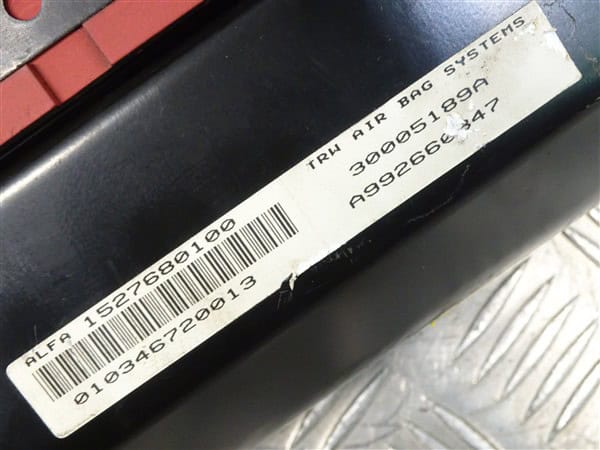 TRW AIR BAG SYSTEMS
30005189A
ALFA 1527680100
010346720013